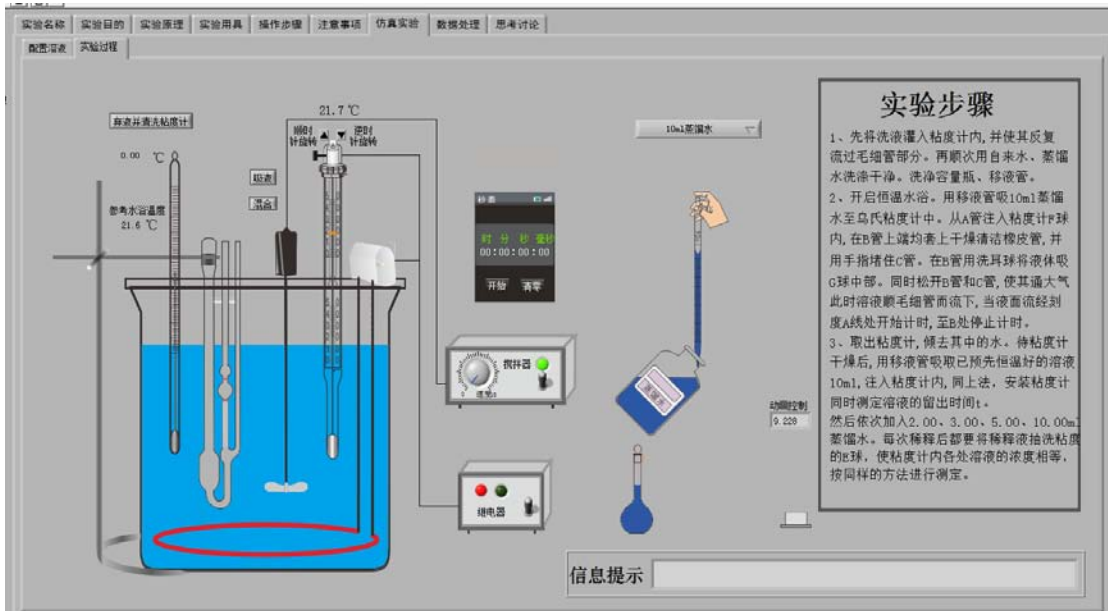 实验名称 实验目的 实验原理 实验用具 操作步骤 注意事项 仿真实验 数据处理 思考讨论
配置溶液 实验过程
弃液并清洗粘度计
0.00 ℃
参考水浴温度
21.6 ℃
吸液
混合
21.7 ℃
顺时
针旋转
逆时
针旋转
10ml蒸馏水
秒表
时 分 秒 毫秒
00:00:00:00
开始 清零
搅拌器
继电器
蒸馏水
动画控制
9.228
实验步骤
1、先将洗液灌入粘度计内,并使其反复
流过毛细管部分。再顺次用自来水、蒸馏
水洗涤干净。洗净容量瓶、移液管。
2、开启恒温水浴。用移液管吸10ml蒸馏
水至乌氏粘度计中。从A管注入粘度计F球
内,在B管上端均套上干燥清洁橡皮管,并
用手指堵住C管。在B管用洗耳球将液体吸
G球中部。同时松开B管和C管,使其通大气
此时溶液顺毛细管而流下,当液面流经刻
度A线处开始计时,至B处停止计时。
3、取出粘度计,倾去其中的水。待粘度计
干燥后,用移液管吸取已预先恒温好的溶液
10ml,注入粘度计内,同上法,安装粘度计
同时测定溶液的留出时间t。
然后依次加入2.00、3.00、5.00、10.00ml
蒸馏水。每次稀释后都要将稀释液抽洗粘度
的E球,使粘度计内各处溶液的浓度相等,
按同样的方法进行测定。
信息提示